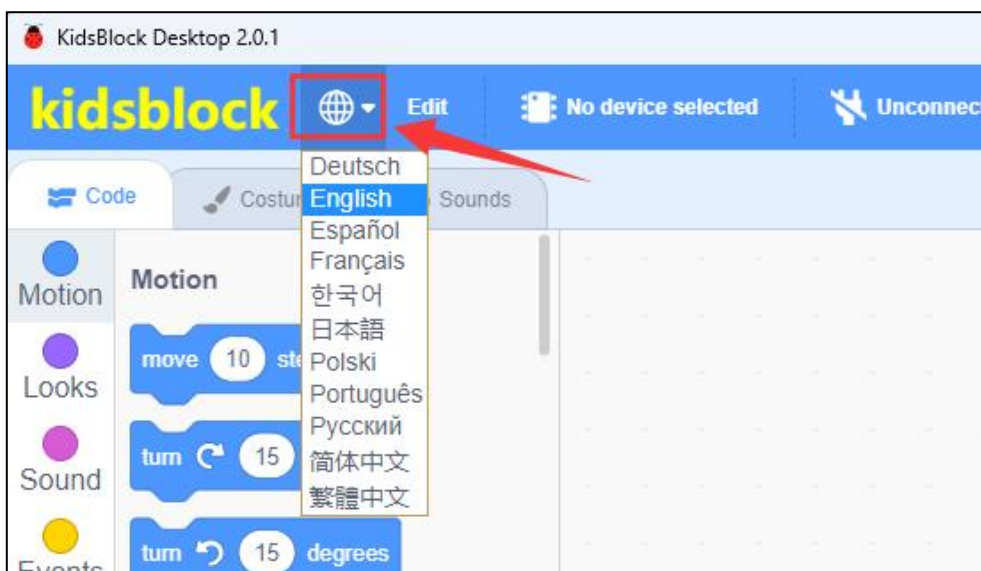 KidsBlock Desktop 2.0.1
kidsblock Edit No device selected Unconnec
Deutsch
English
Español
Français
한국어
日本語
Polski
Português
Русский
简体中文
繁體中文
Code Costu Sounds
Motion
Looks
Sound
Events
Motion
move 10 ste
turn 15
turn 15 degrees